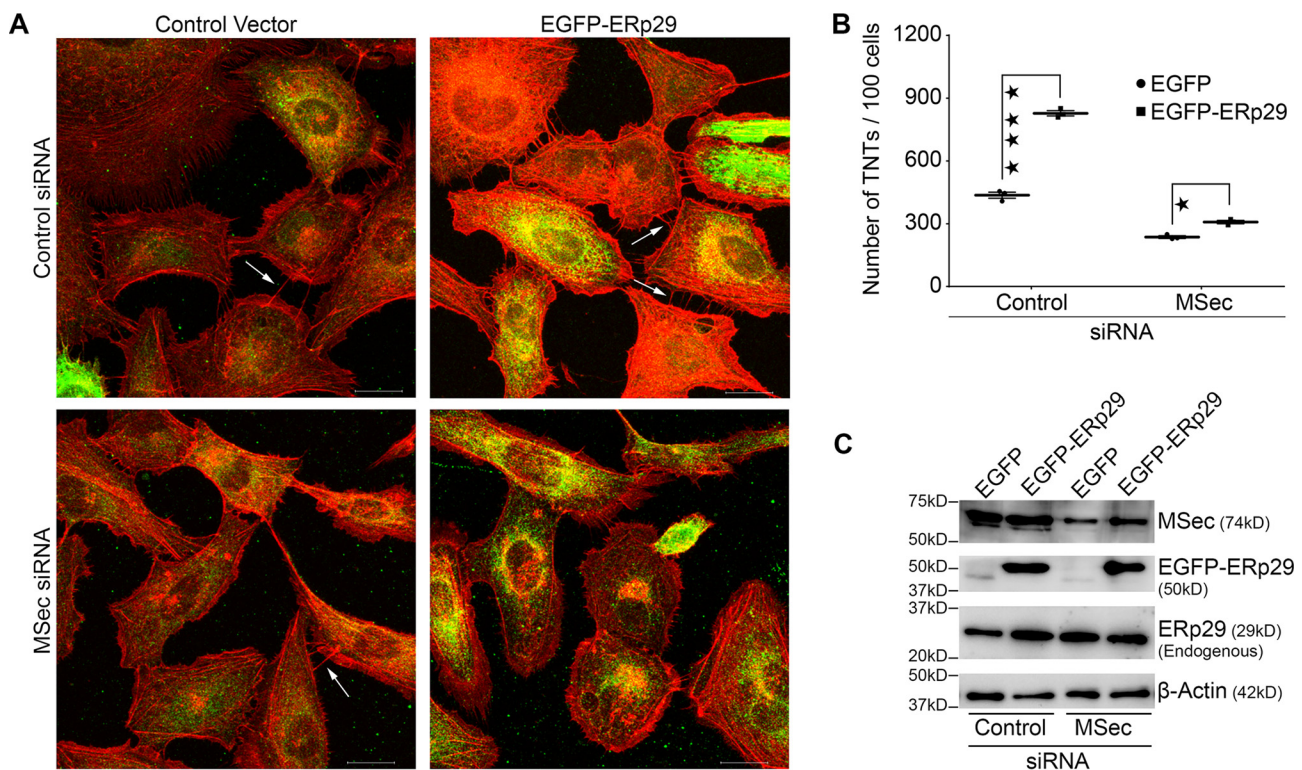 A
Control Vector
EGFP-ERp29
Control siRNA
MSec siRNA
B
Number of TNTs / 100 cells
1200
900
600
300
0
EGFP
EGFP-ERp29
Control
MSec
siRNA
C
EGFP
EGFP-ERp29
EGFP
EGFP-ERp29
75kD
50kD
MSec (74kD)
50kD
37kD
EGFP-ERp29
(50kD)
37kD
20kD
ERp29 (29kD)
(Endogenous)
50kD
37kD
β-Actin (42kD)
Control
MSec
siRNA